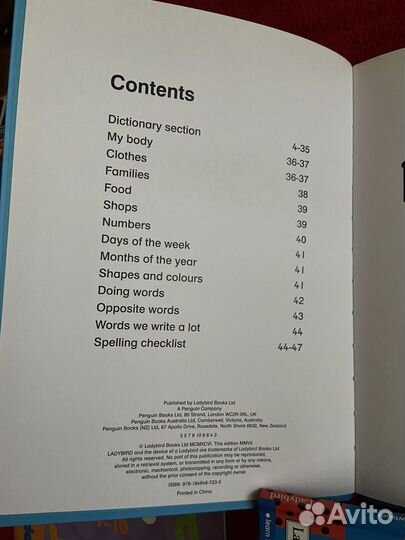 Contents
Dictionary section 4-35
My body 36-37
Clothes 36-37
Families 38
Food 39
Shops 39
Numbers 40
Days of the week 41
Months of the year 41
Shapes and colours 41
Doing words 42
Opposite words 43
Words we write a lot 44
Spelling checklist 44-47
Published by Ladybird Books Ltd
A Penguin Company
Penguin Books Ltd, 80 Strand, London WC2R 0RL, UK
Penguin Books Australia Ltd, Camberwell, Victoria, Australia
Penguin Books (NZ) Ltd, 67 Apollo Drive, Rosedale, North Shore 0632, New Zealand
3 5 7 9 10 8 6 4 2
© Ladybird Books Ltd MCMXCVI. This edition MMVII
LADYBIRD and the device of a Ladybird are trademarks of Ladybird Books Ltd
All rights reserved. No part of this publication may be reproduced,
stored in a retrieval system, or transmitted in any form or by any means,
electronic, mechanical, photocopying, recording or otherwise,
without the prior consent of the copyright owner.
ISBN: 978-184646-723-3
Printed in China
Ladybird
learn
Avito